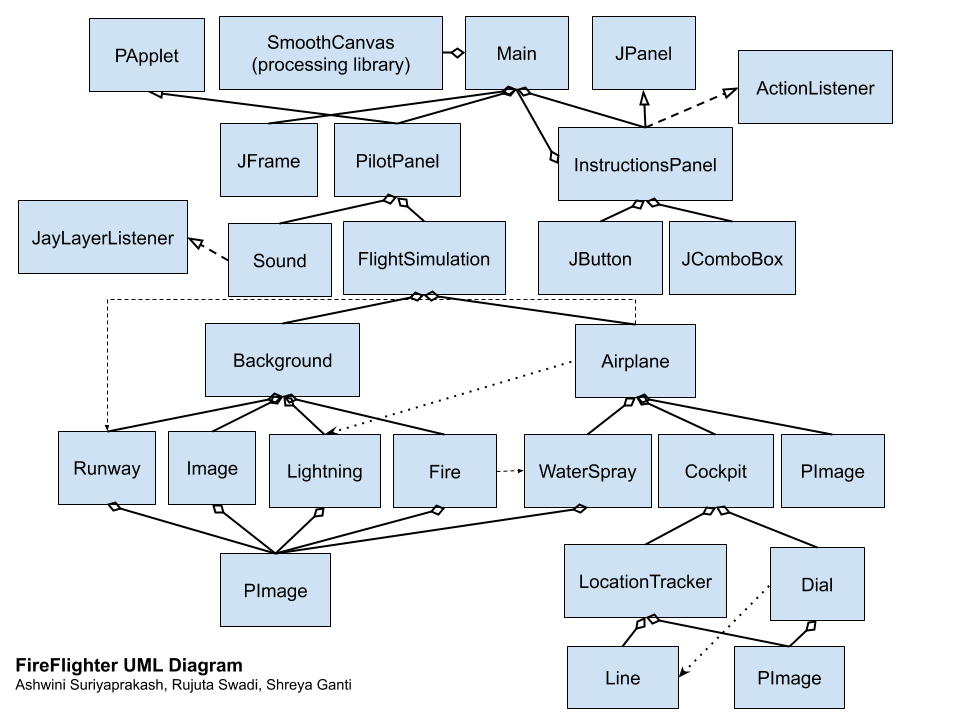 PApplet
SmoothCanvas
(processing library)
Main
JPanel
ActionListener
JFrame
PilotPanel
InstructionsPanel
JayLayerListener
Sound
FlightSimulation
JButton
JComboBox
Background
Airplane
Runway
Image
Lightning
Fire
WaterSpray
Cockpit
PImage
PImage
LocationTracker
Dial
Line
PImage
FireFlighter UML Diagram
Ashwini Suriyaprakash, Rujuta Swadi, Shreya Ganti